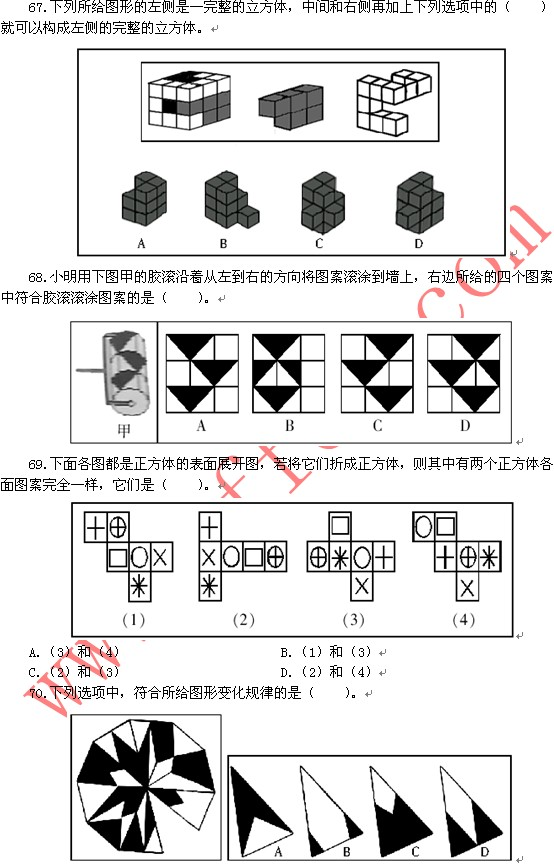 67.下列所给图形的左侧是一完整的立方体，中间和右侧再加上下列选项中的（　　）
就可以构成左侧的完整的立方体。
A B C D
68.小明用下图甲的胶滚沿着从左到右的方向将图案滚涂到墙上，右边所给的四个图案
中符合胶滚滚涂图案的是（　　）。
甲 A B C D
69.下面各图都是正方体的表面展开图，若将它们折成正方体，则其中有两个正方体各
面图案完全一样，它们是（　　）。
(1) (2) (3) (4)
A.（3）和（4） B.（1）和（3）
C.（2）和（3） D.（2）和（4）
70.下列选项中，符合所给图形变化规律的是（　　）。
A B C D